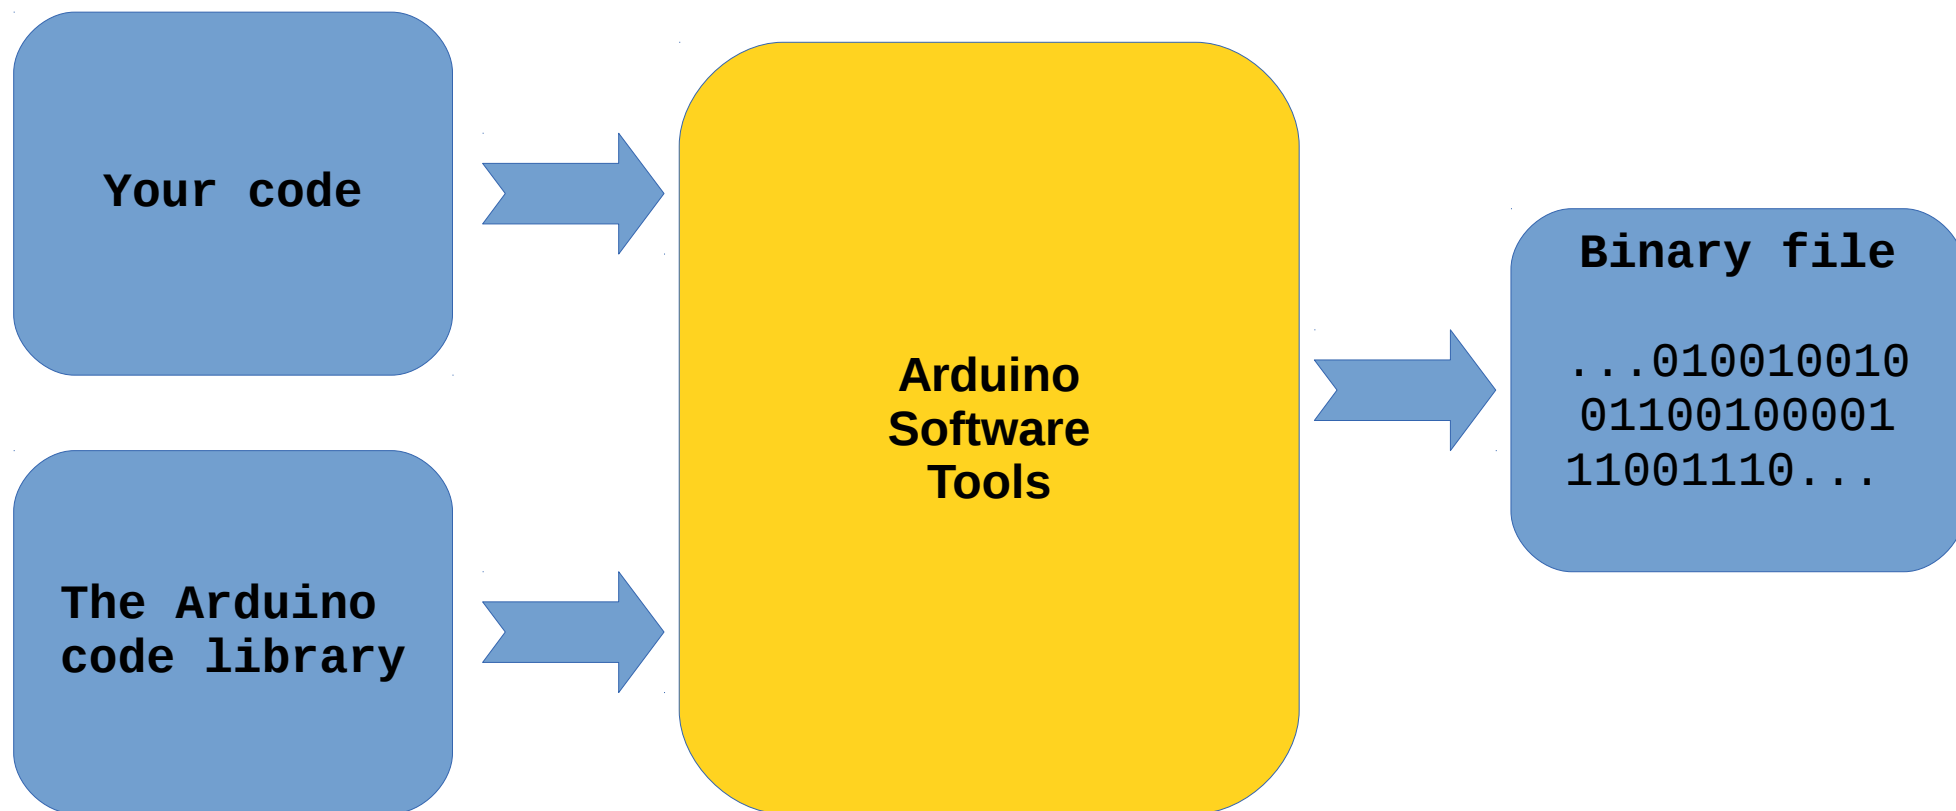 Your code
The Arduino
code library
Arduino
Software
Tools
Binary file
...010010010
01100100001
11001110...